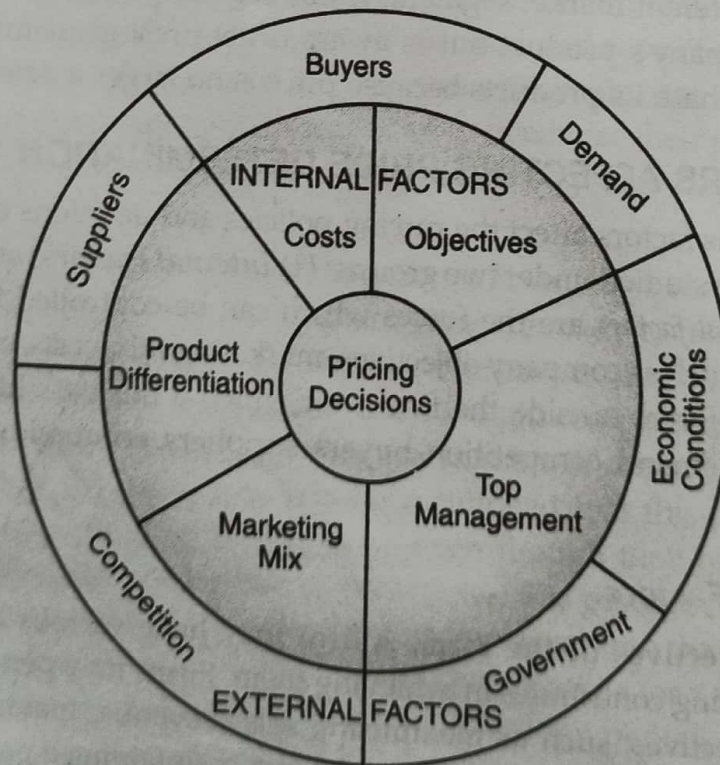 Buyers
Demand
Suppliers
INTERNAL FACTORS
Costs
Objectives
Product
Differentiation
Pricing
Decisions
Economic
Conditions
Top
Management
Marketing
Mix
Competition
Government
EXTERNAL FACTORS